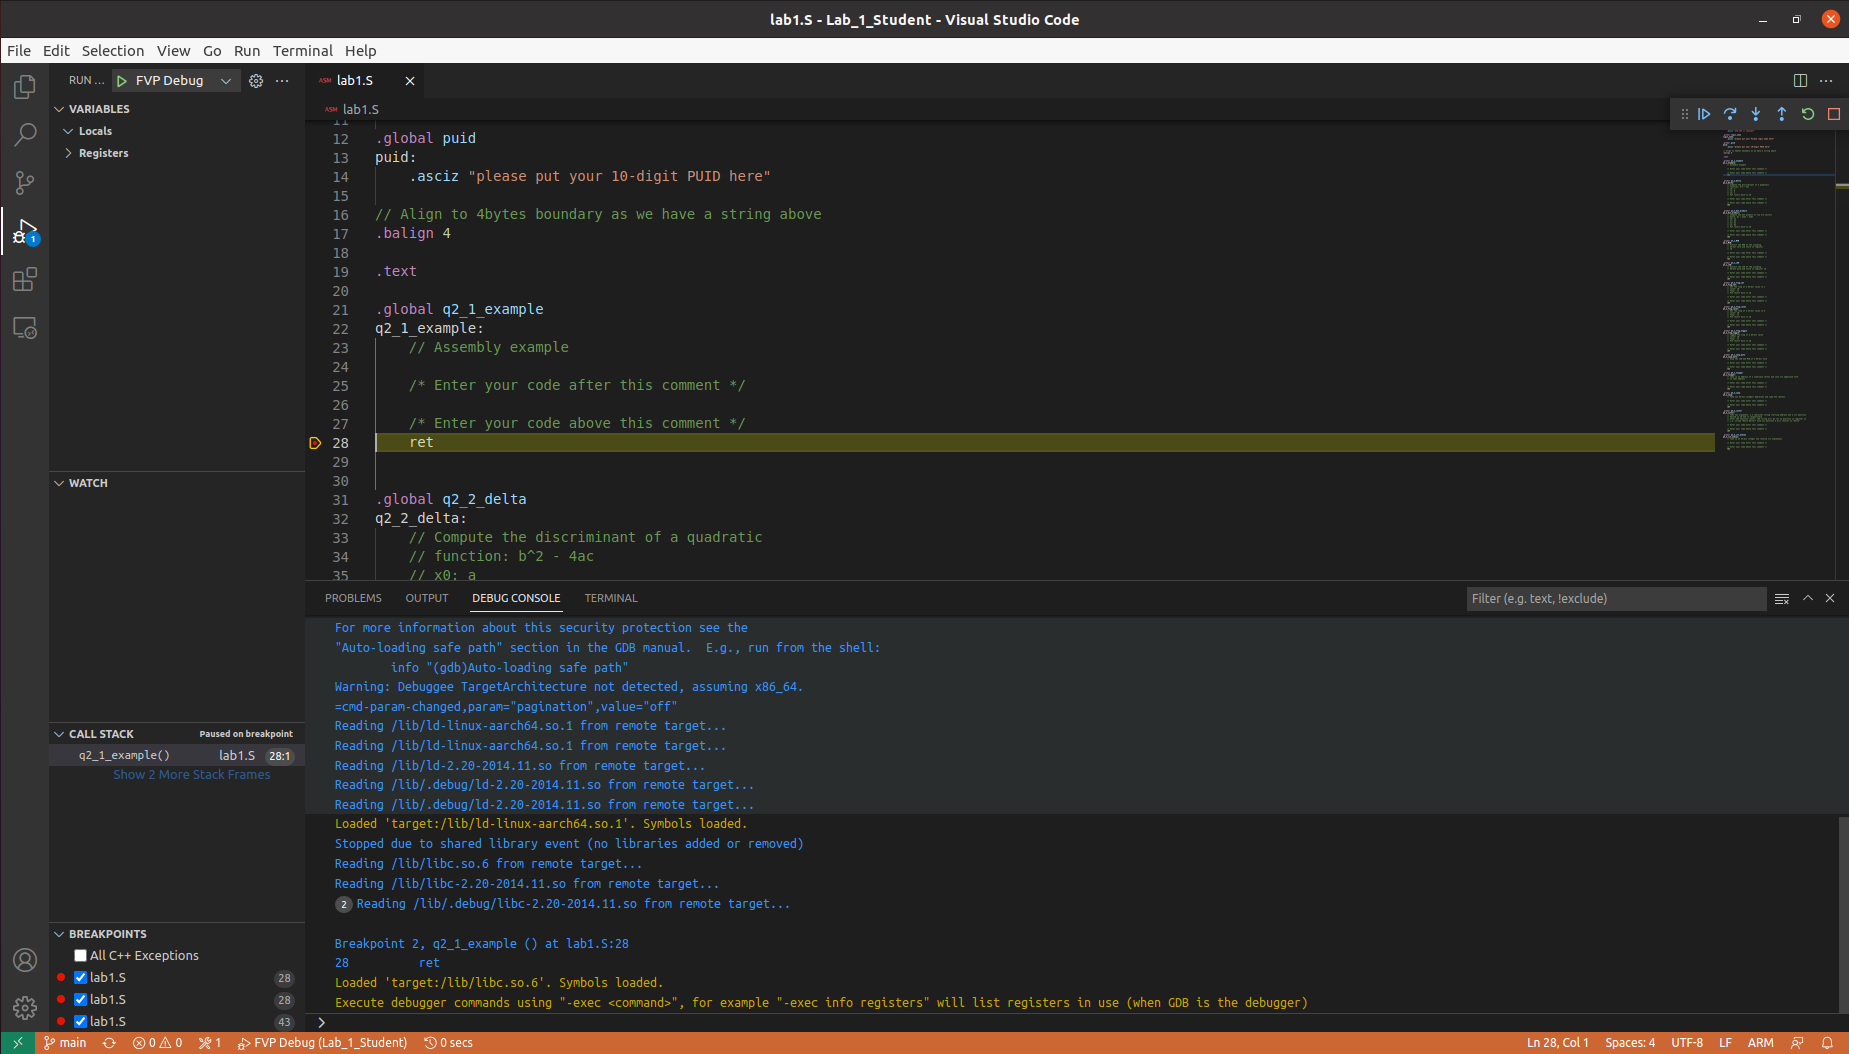 lab1.S - Lab_1_Student - Visual Studio Code
File Edit Selection View Go Run Terminal Help
RUN ... FVP Debug
VARIABLES
Locals
Registers
WATCH
CALL STACK Paused on breakpoint
q2_1_example() lab1.S 28:1
Show 2 More Stack Frames
BREAKPOINTS
All C++ Exceptions
lab1.S 28
lab1.S 28
lab1.S 43
1
ASM lab1.S
ASM lab1.S
11
12 .global puid
13 puid:
14 .asciz "please put your 10-digit PUID here"
15
16 // Align to 4bytes boundary as we have a string above
17 .balign 4
18
19 .text
20
21 .global q2_1_example
22 q2_1_example:
23 // Assembly example
24
25 /* Enter your code after this comment */
26
27 /* Enter your code above this comment */
28 ret
29
30
31 .global q2_2_delta
32 q2_2_delta:
33 // Compute the discriminant of a quadratic
34 // function: b^2 - 4ac
35 // x0: a
PROBLEMS OUTPUT DEBUG CONSOLE TERMINAL Filter (e.g. text, !exclude)
For more information about this security protection see the
"Auto-loading safe path" section in the GDB manual.  E.g., run from the shell:
info "(gdb)Auto-loading safe path"
Warning: Debuggee TargetArchitecture not detected, assuming x86_64.
=cmd-param-changed,param="pagination",value="off"
Reading /lib/ld-linux-aarch64.so.1 from remote target...
Reading /lib/ld-linux-aarch64.so.1 from remote target...
Reading /lib/ld-2.20-2014.11.so from remote target...
Reading /lib/.debug/ld-2.20-2014.11.so from remote target...
Reading /lib/.debug/ld-2.20-2014.11.so from remote target...
Loaded 'target:/lib/ld-linux-aarch64.so.1'. Symbols loaded.
Stopped due to shared library event (no libraries added or removed)
Reading /lib/libc.so.6 from remote target...
Reading /lib/libc-2.20-2014.11.so from remote target...
2 Reading /lib/.debug/libc-2.20-2014.11.so from remote target...
Breakpoint 2, q2_1_example () at lab1.S:28
28 ret
Loaded 'target:/lib/libc.so.6'. Symbols loaded.
Execute debugger commands using "-exec <command>", for example "-exec info registers" will list registers in use (when GDB is the debugger)
>
main 0 0 1 FVP Debug (Lab_1_Student) 0 secs Ln 28, Col 1 Spaces: 4 UTF-8 LF ARM